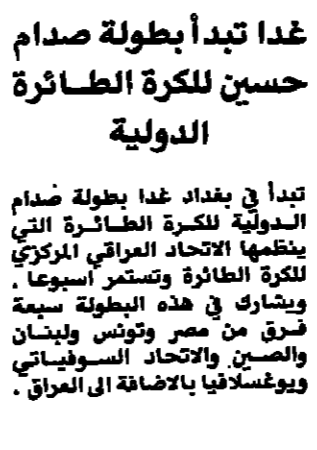 غدا تبدأ بطولة صدام
حسين للكرة الطائرة
الدولية
تبدأ في بغداد غدا بطولة صدام
الدولية للكرة الطائرة التي
ينظمها الاتحاد العراقي المركزي
للكرة الطائرة وتستمر اسبوعا .
ويشارك في هذه البطولة سبعة
فرق من مصر وتونس ولبنان
والصين والاتحاد السوفياتي
ويوغسلافيا بالاضافة الى العراق .